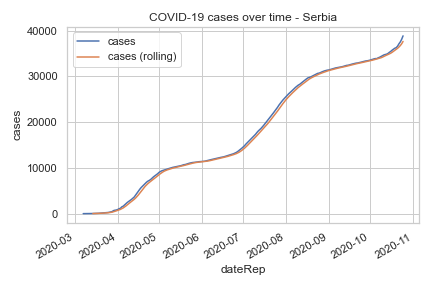 COVID-19 cases over time - Serbia
cases
cases (rolling)
40000
30000
20000
10000
0
cases
2020-03
2020-04
2020-05
2020-06
2020-07
2020-08
2020-09
2020-10
2020-11
dateRep